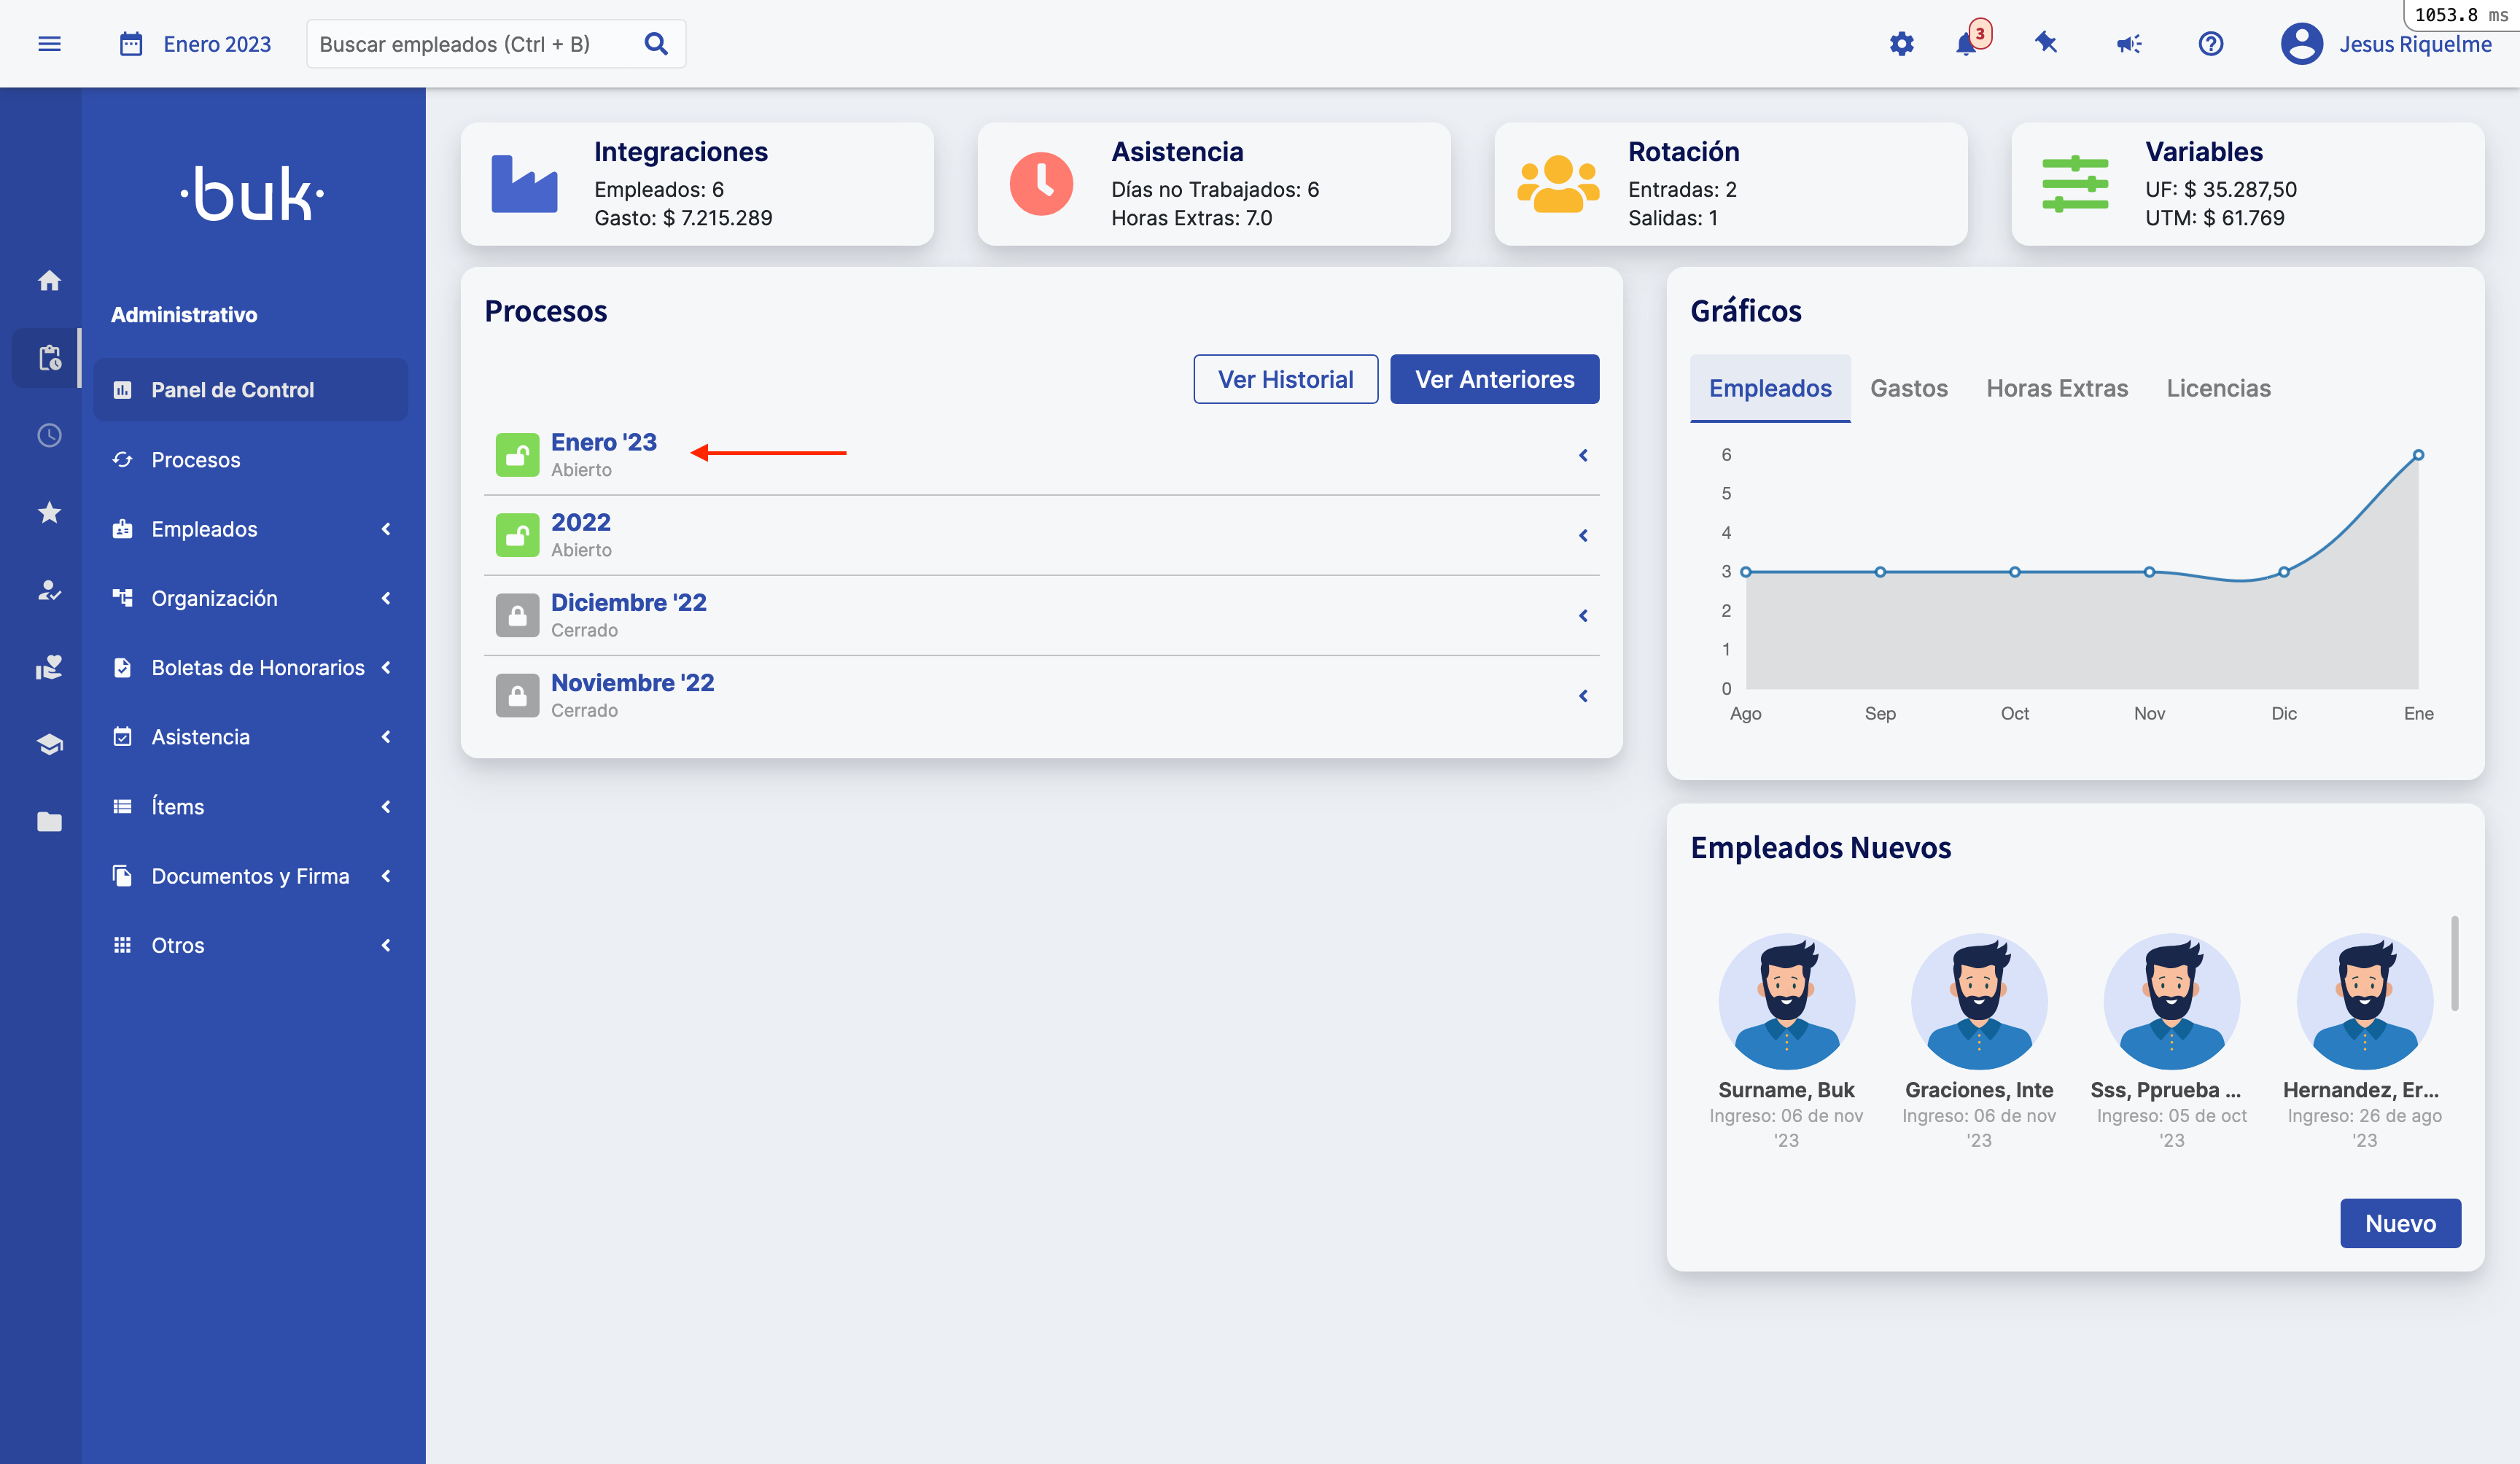 Enero 2023
Buscar empleados (Ctrl + B)
3
1053.8 ms
Jesus Riquelme
·buk·
Administrativo
Panel de Control
Procesos
Empleados
Organización
Boletas de Honorarios
Asistencia
Ítems
Documentos y Firma
Otros
Integraciones
Empleados: 6
Gasto: $ 7.215.289
Asistencia
Días no Trabajados: 6
Horas Extras: 7.0
Rotación
Entradas: 2
Salidas: 1
Variables
UF: $ 35.287,50
UTM: $ 61.769
Procesos
Ver Historial
Ver Anteriores
Enero '23
Abierto
2022
Abierto
Diciembre '22
Cerrado
Noviembre '22
Cerrado
Gráficos
Empleados Gastos Horas Extras Licencias
6
5
4
3
2
1
0
Ago Sep Oct Nov Dic Ene
Empleados Nuevos
Surname, Buk
Ingreso: 06 de nov
'23
Graciones, Inte
Ingreso: 06 de nov
'23
Sss, Pprueba ...
Ingreso: 05 de oct
'23
Hernandez, Er...
Ingreso: 26 de ago
'23
Nuevo